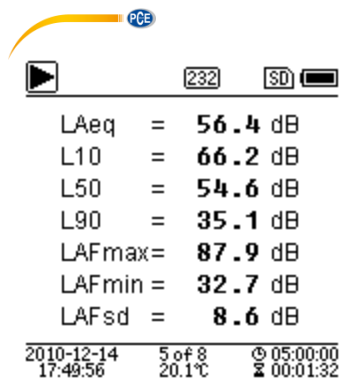 PCE
232 SD
LAeq = 56.4 dB
L10 = 66.2 dB
L50 = 54.6 dB
L90 = 35.1 dB
LAFmax= 87.9 dB
LAFmin = 32.7 dB
LAFsd = 8.6 dB
2010-12-14 5 of 8 05:00:00
17:49:56 20.1℃ 00:01:32